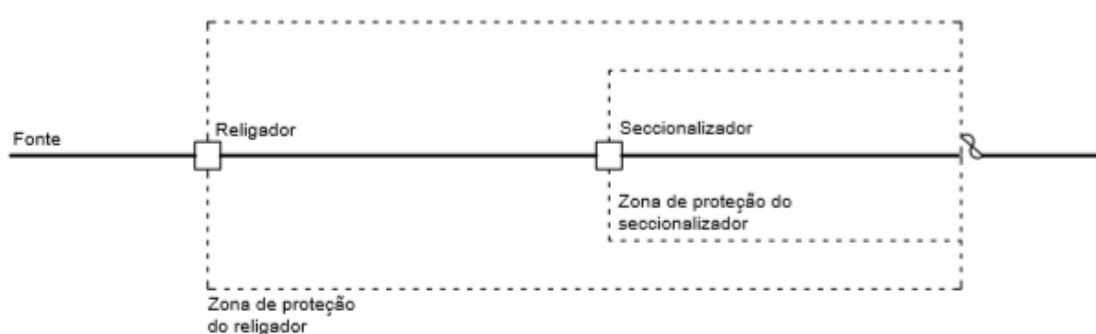 Fonte
Religador
Seccionalizador
Zona de proteção do
seccionalizador
Zona de proteção
do religador